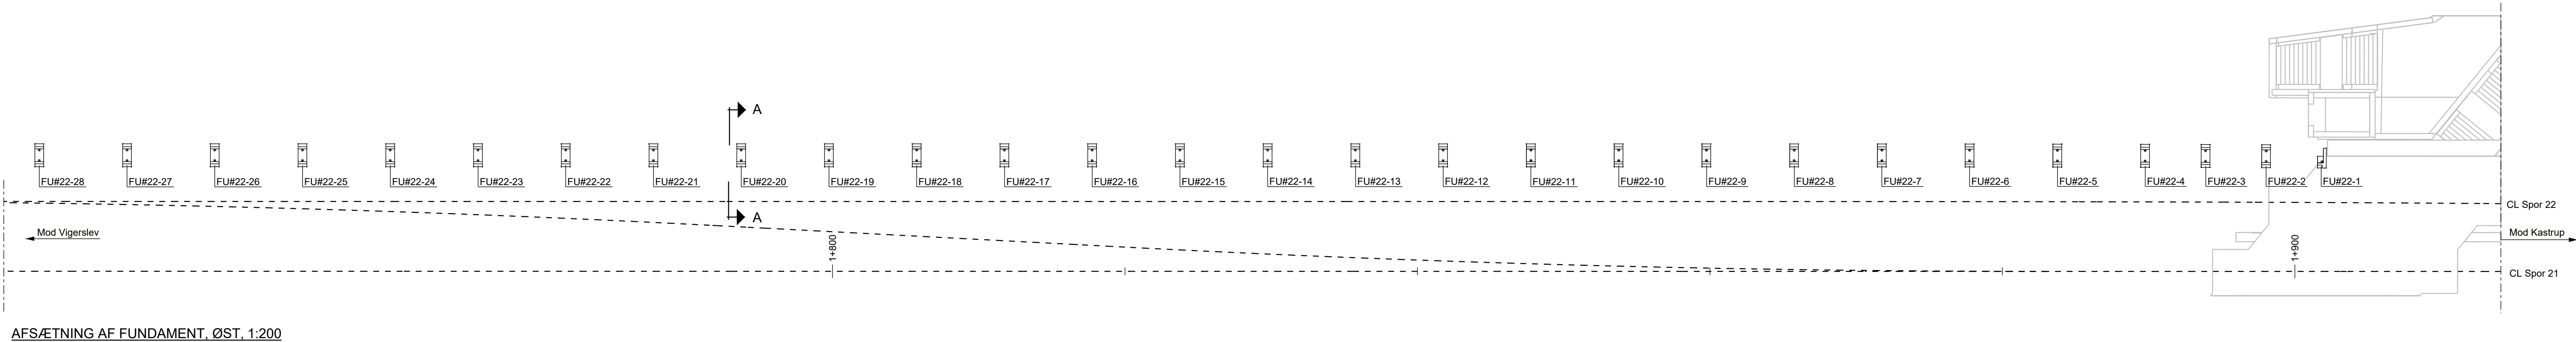 A
FU#22-28 FU#22-27 FU#22-26 FU#22-25 FU#22-24 FU#22-23 FU#22-22 FU#22-21 FU#22-20 FU#22-19 FU#22-18 FU#22-17 FU#22-16 FU#22-15 FU#22-14 FU#22-13 FU#22-12 FU#22-11 FU#22-10 FU#22-9 FU#22-8 FU#22-7 FU#22-6 FU#22-5 FU#22-4 FU#22-3 FU#22-2 FU#22-1
CL Spor 22
A
Mod Vigerslev
Mod Kastrup
1+800
1+900
CL Spor 21
AFSÆTNING AF FUNDAMENT, ØST, 1:200